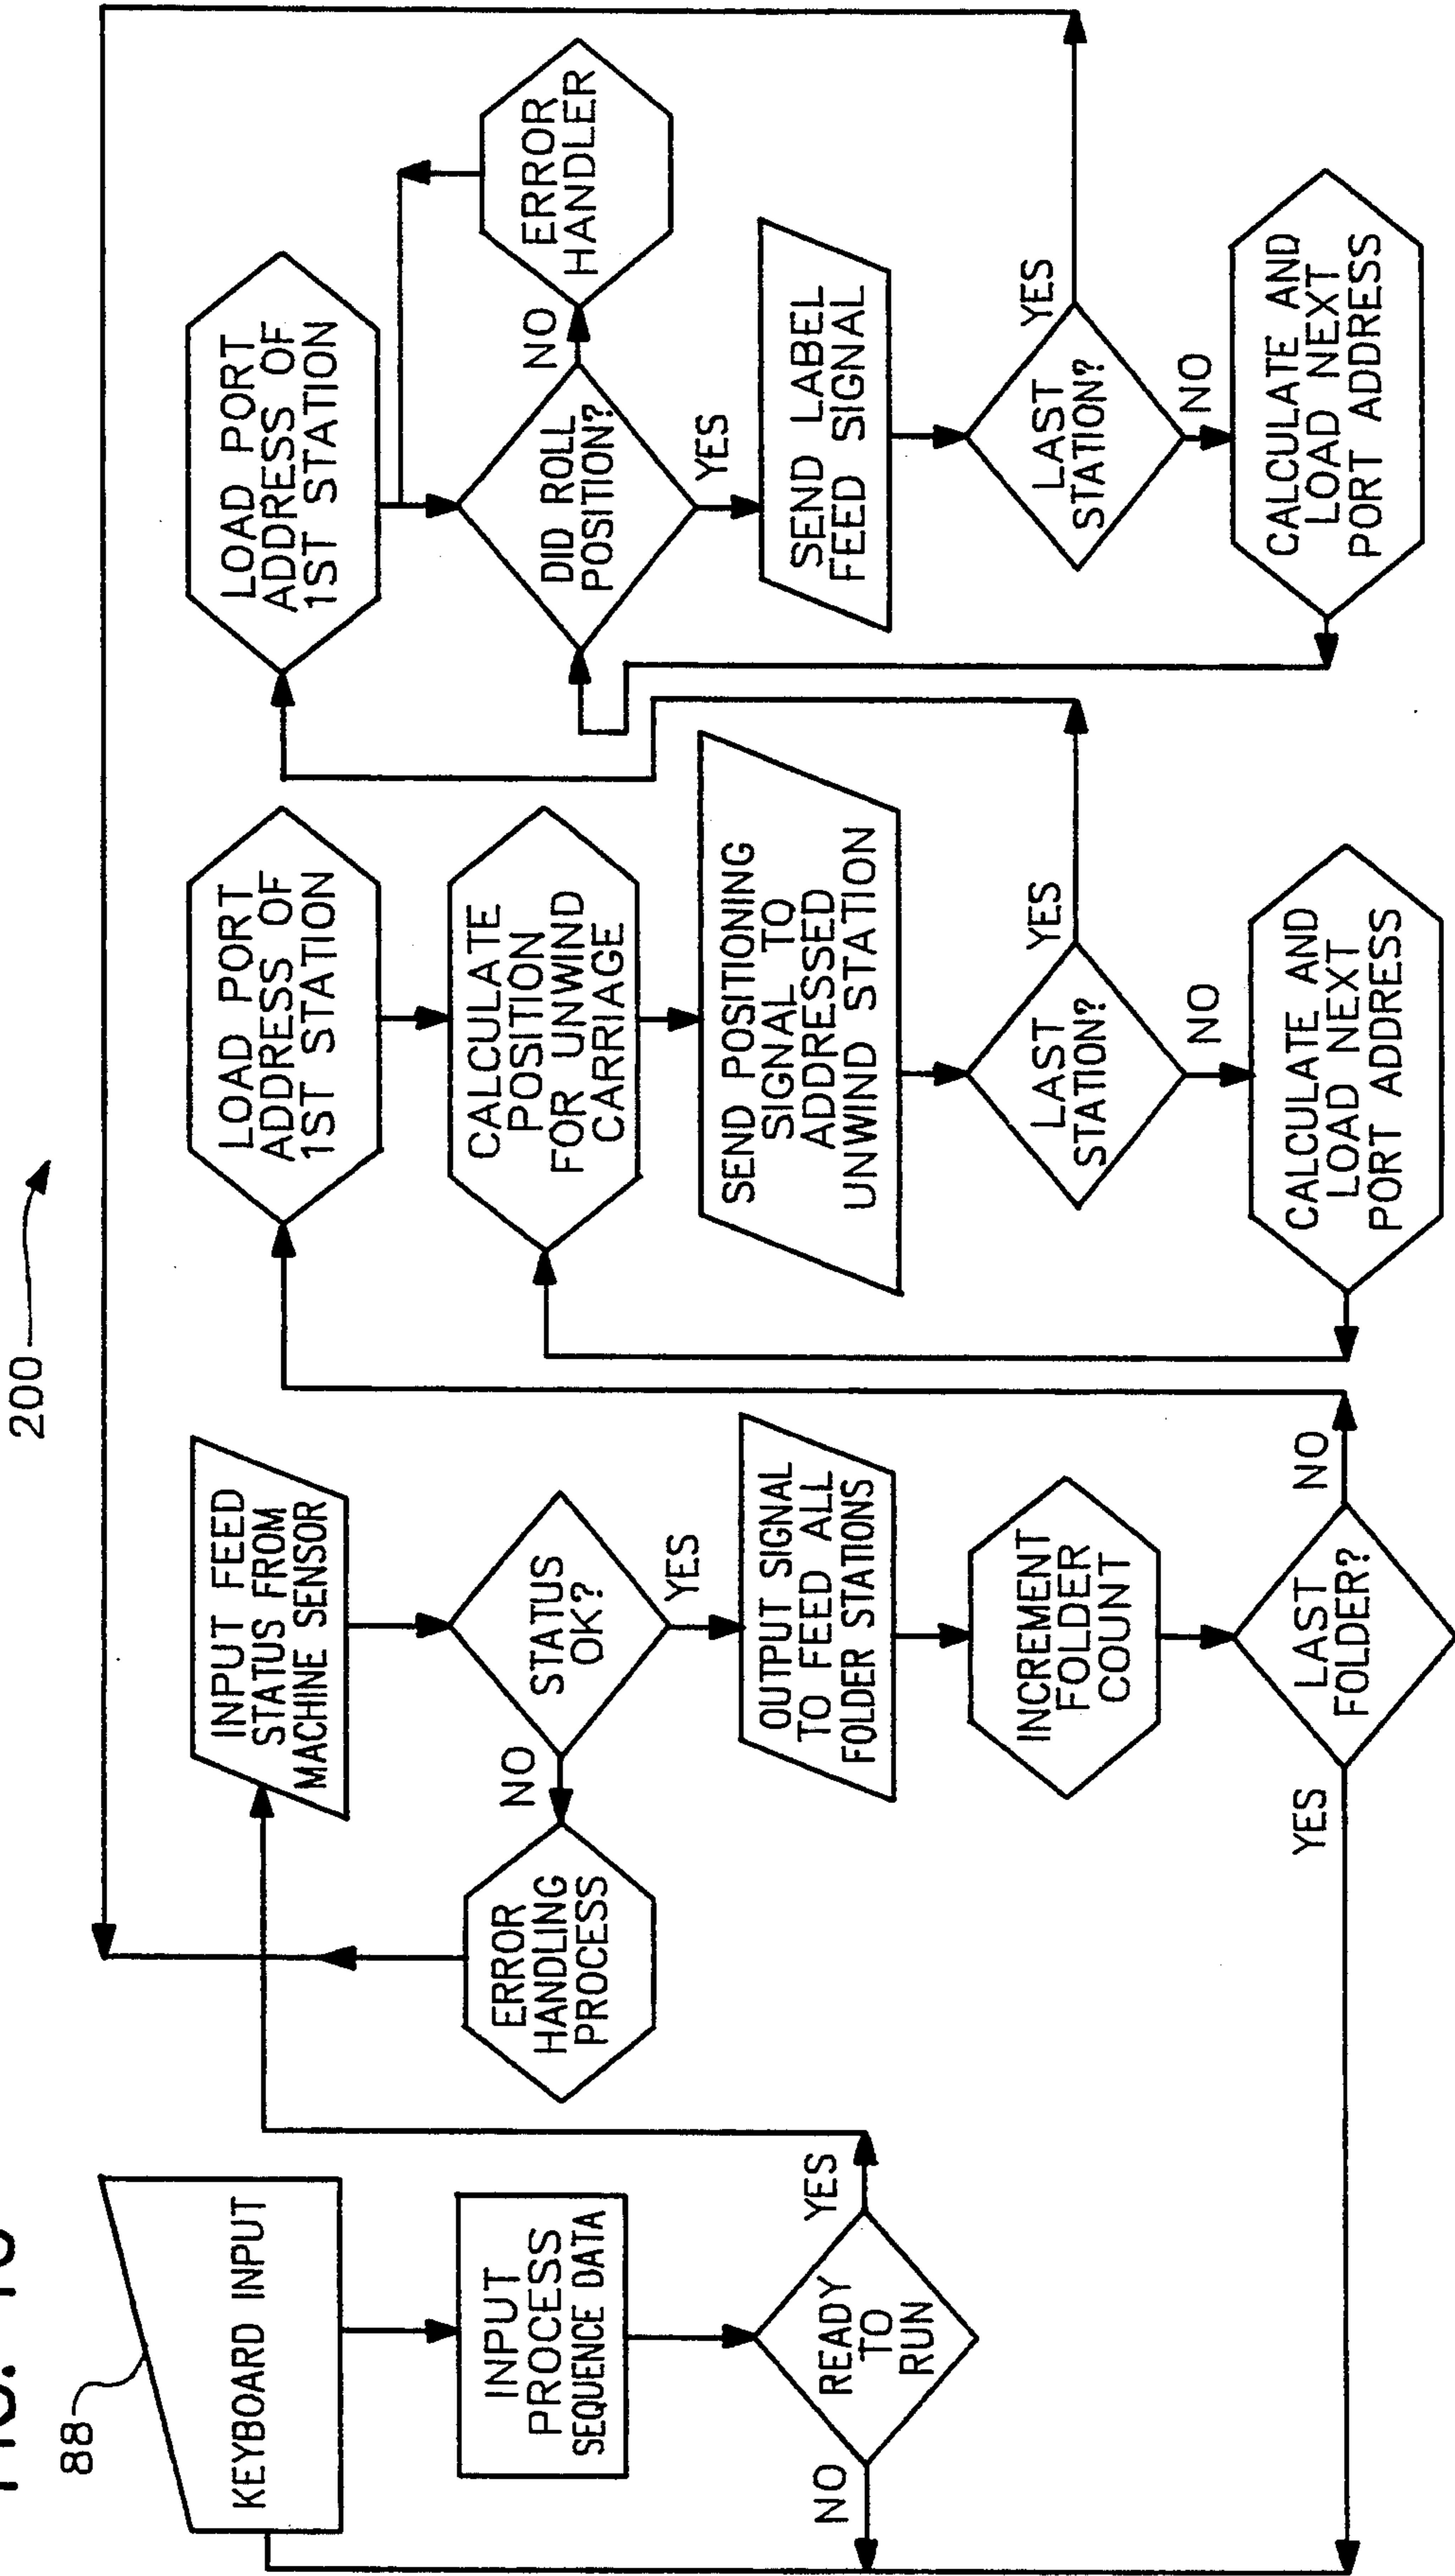 200
88
KEYBOARD INPUT
INPUT
PROCESS
SEQUENCE DATA
READY
TO
RUN
NO
YES
INPUT FEED
STATUS FROM
MACHINE SENSOR
STATUS
OK?
NO
YES
ERROR
HANDLING
PROCESS
OUTPUT SIGNAL
TO FEED ALL
FOLDER STATIONS
INCREMENT
FOLDER
COUNT
LAST
FOLDER?
YES
NO
LOAD PORT
ADDRESS OF
1ST STATION
CALCULATE
POSITION
FOR UNWIND
CARRIAGE
SEND POSITIONING
SIGNAL TO
ADDRESSED
UNWIND STATION
LAST
STATION?
YES
NO
CALCULATE AND
LOAD NEXT
PORT ADDRESS
LOAD PORT
ADDRESS OF
1ST STATION
DID ROLL
POSITION?
NO
ERROR
HANDLER
YES
SEND LABEL
FEED SIGNAL
LAST
STATION?
YES
NO
CALCULATE AND
LOAD NEXT
PORT ADDRESS